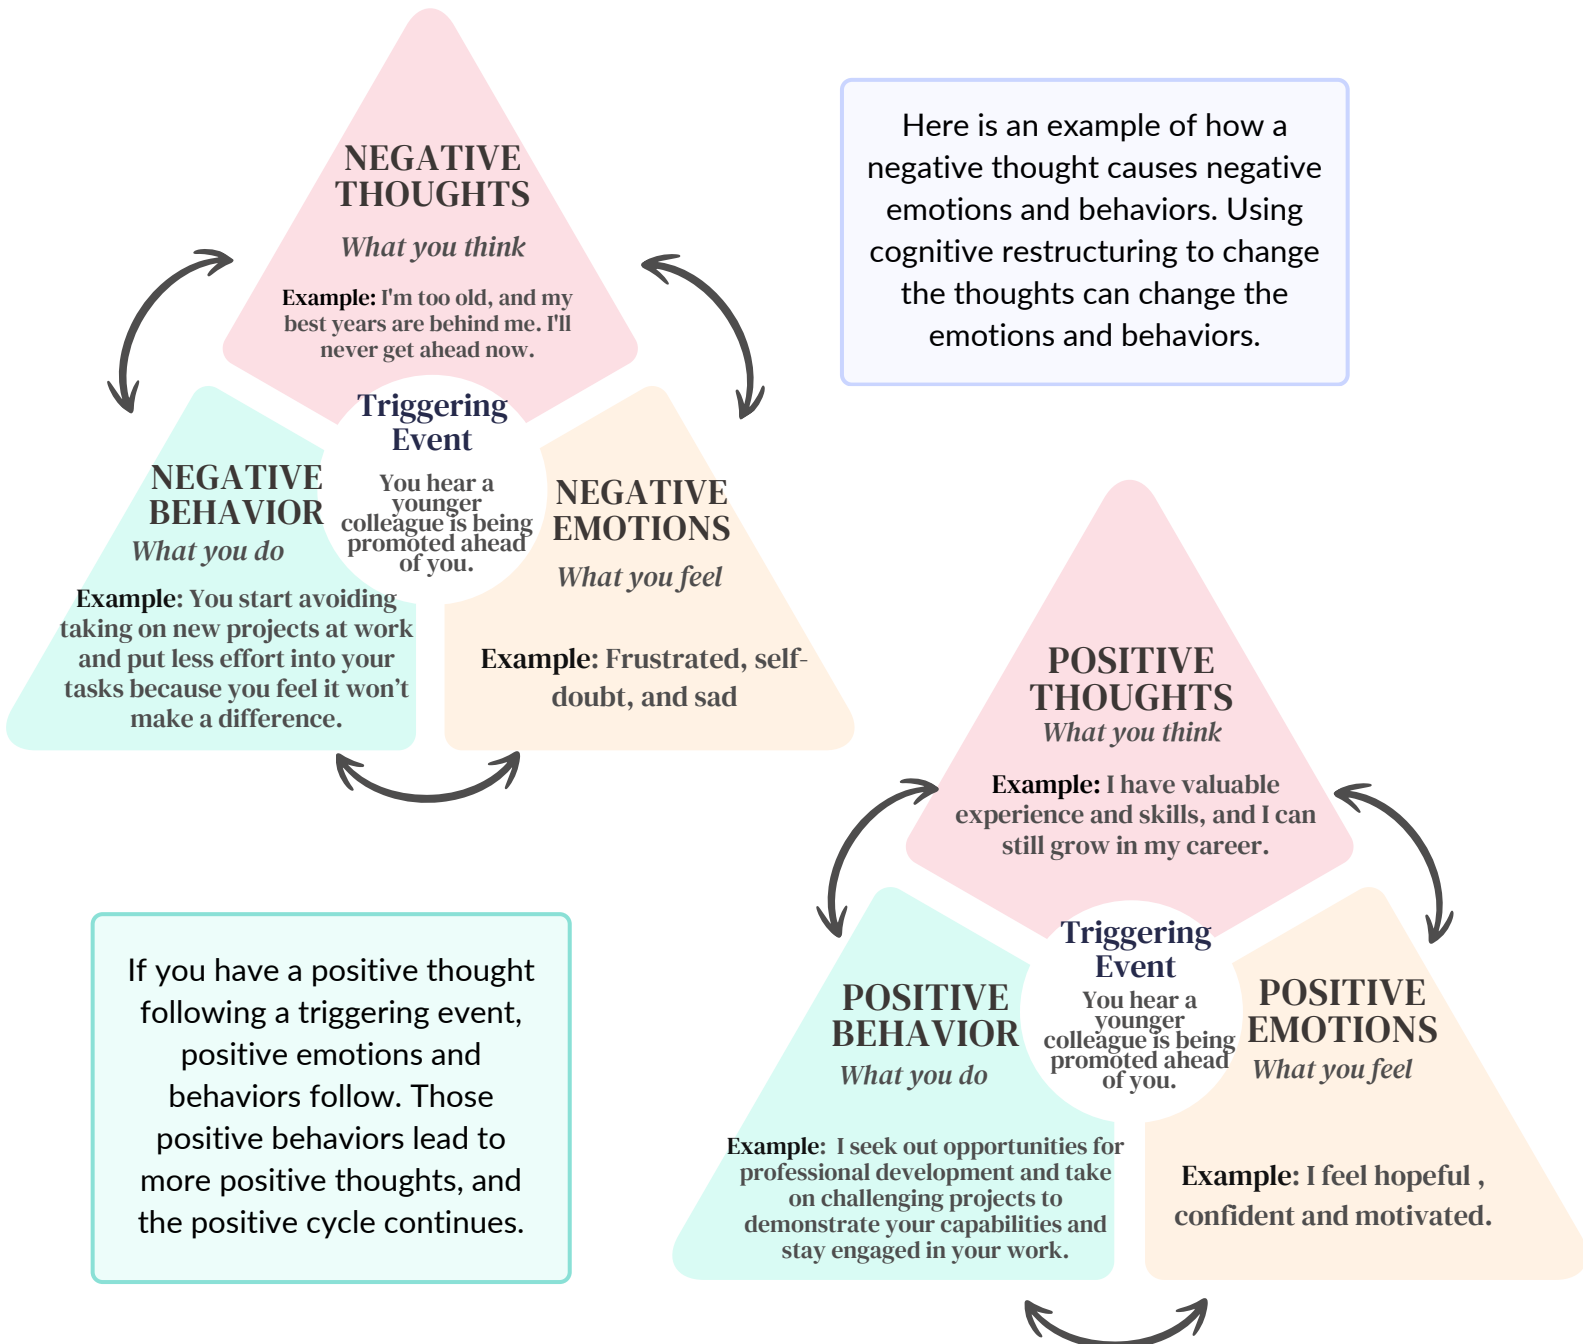 NEGATIVE
THOUGHTS
What you think
Example: I'm too old, and my
best years are behind me. I'll
never get ahead now.
Here is an example of how a
negative thought causes negative
emotions and behaviors. Using
cognitive restructuring to change
the thoughts can change the
emotions and behaviors.
Triggering
Event
You hear a
younger
colleague is being
promoted ahead
of you.
NEGATIVE
BEHAVIOR
What you do
Example: You start avoiding
taking on new projects at work
and put less effort into your
tasks because you feel it won’t
make a difference.
NEGATIVE
EMOTIONS
What you feel
Example: Frustrated, self-
doubt, and sad
POSITIVE
THOUGHTS
What you think
Example: I have valuable
experience and skills, and I can
still grow in my career.
Triggering
Event
You hear a
younger
colleague is being
promoted ahead
of you.
POSITIVE
BEHAVIOR
What you do
Example:  I seek out opportunities for
professional development and take
on challenging projects to
demonstrate your capabilities and
stay engaged in your work.
POSITIVE
EMOTIONS
What you feel
Example: I feel hopeful ,
confident and motivated.
If you have a positive thought
following a triggering event,
positive emotions and
behaviors follow. Those
positive behaviors lead to
more positive thoughts, and
the positive cycle continues.